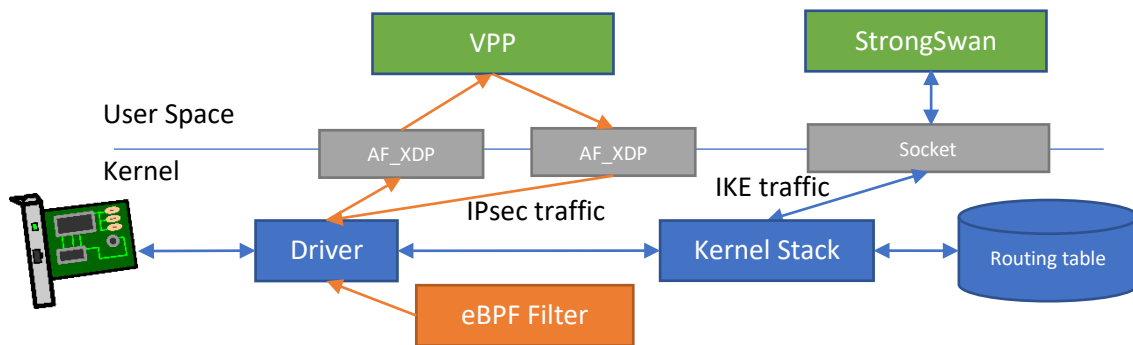 VPP
StrongSwan
User Space
AF_XDP
AF_XDP
Socket
Kernel
IKE traffic
IPsec traffic
Driver
Kernel Stack
Routing table
eBPF Filter